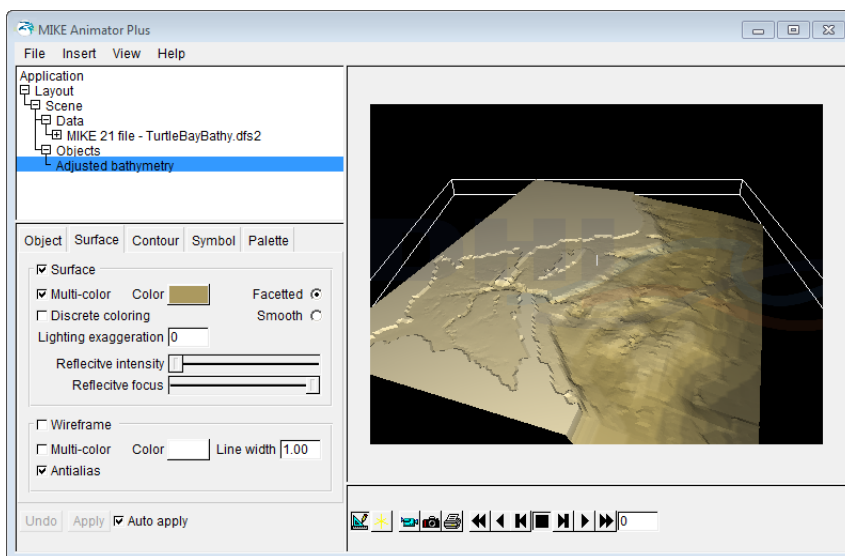 MIKE Animator Plus
File Insert View Help
Application
Layout
Scene
Data
MIKE 21 file - TurtleBayBathy.dfs2
Objects
Adjusted bathymetry
Object Surface Contour Symbol Palette
Surface
Multi-color Color Facetted
Discrete coloring Smooth
Lighting exaggeration 0
Reflecitve intensity
Reflecitve focus
Wireframe
Multi-color Color Line width 1.00
Antialias
Undo Apply Auto apply
0